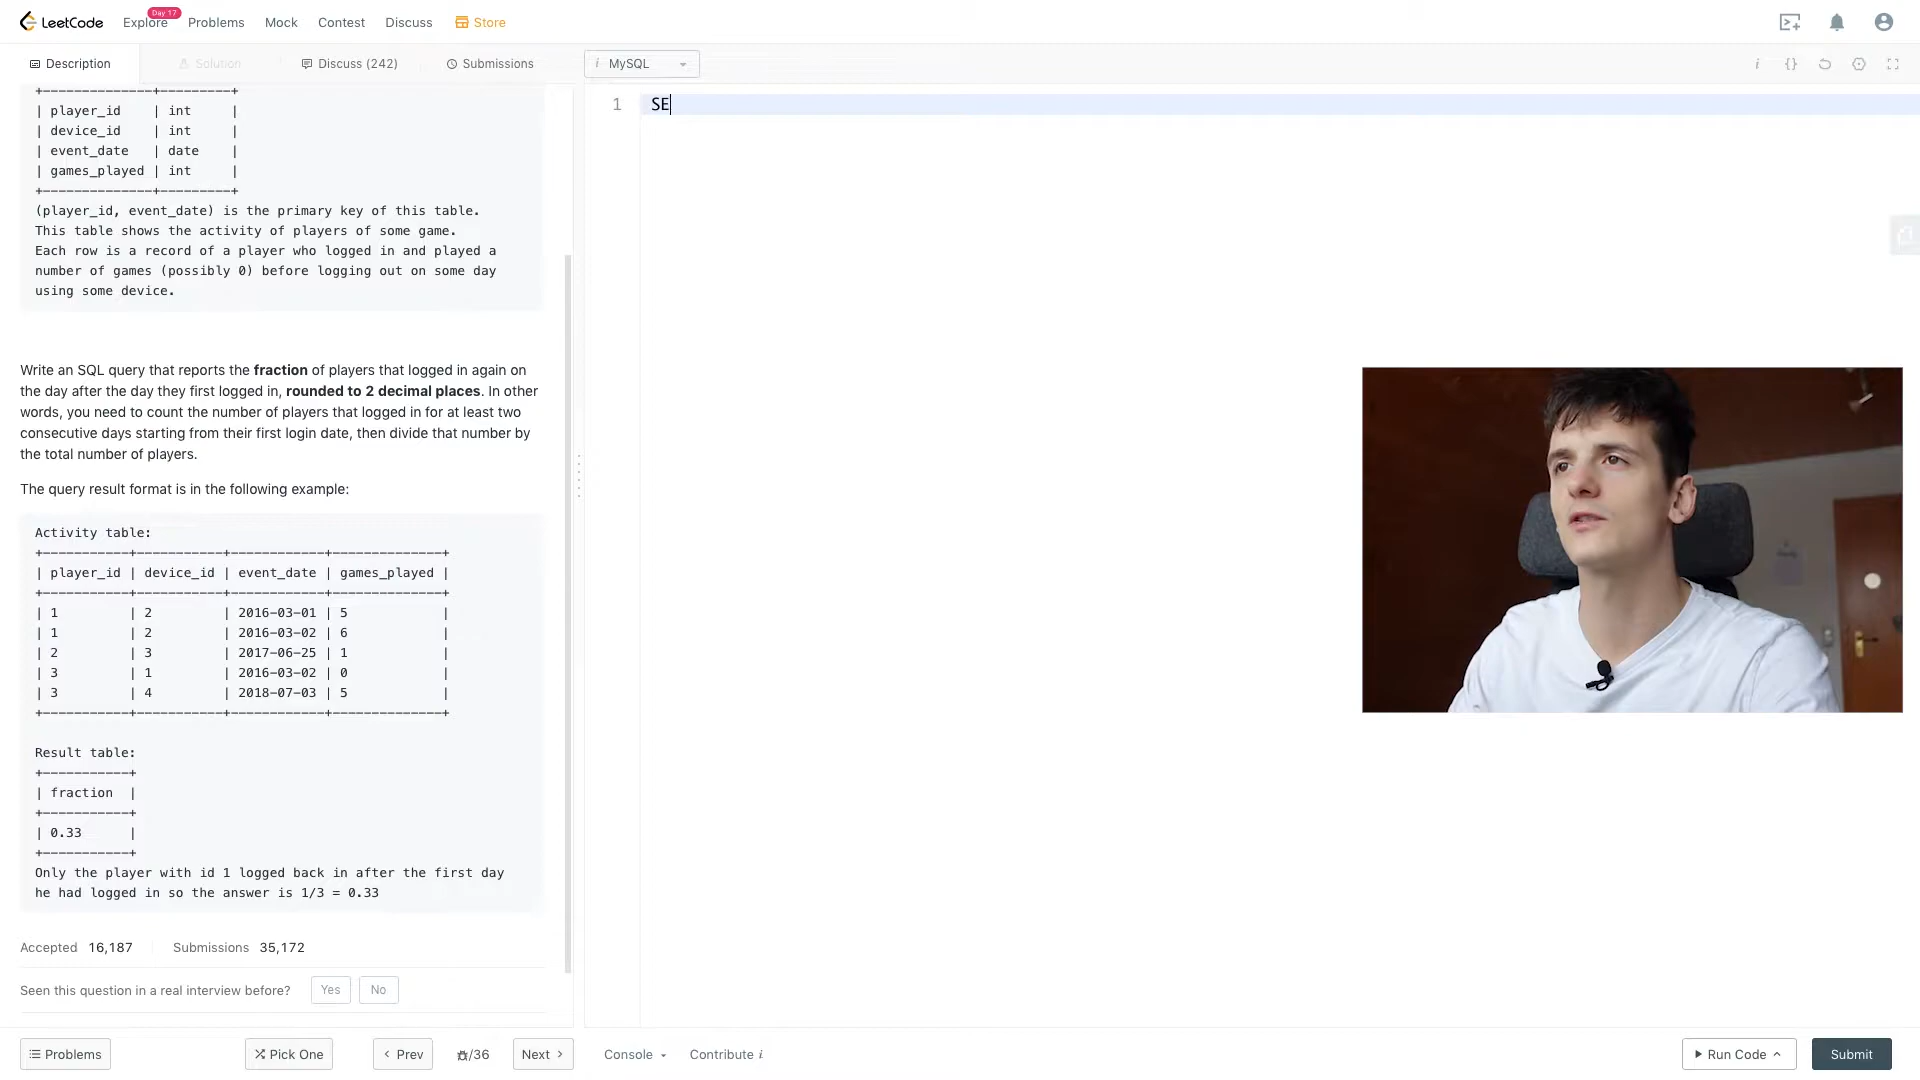 LeetCode
Explore
Day 17
Problems
Mock
Contest
Discuss
Store
Description
Solution
Discuss (242)
Submissions
i MySQL
i {}
+--------------+---------+
| player_id    | int     |
| device_id    | int     |
| event_date   | date    |
| games_played | int     |
+--------------+---------+
(player_id, event_date) is the primary key of this table.
This table shows the activity of players of some game.
Each row is a record of a player who logged in and played a
number of games (possibly 0) before logging out on some day
using some device.
Write an SQL query that reports the fraction of players that logged in again on
the day after the day they first logged in, rounded to 2 decimal places. In other
words, you need to count the number of players that logged in for at least two
consecutive days starting from their first login date, then divide that number by
the total number of players.
The query result format is in the following example:
Activity table:
+-----------+-----------+------------+--------------+
| player_id | device_id | event_date | games_played |
+-----------+-----------+------------+--------------+
| 1         | 2         | 2016-03-01 | 5            |
| 1         | 2         | 2016-03-02 | 6            |
| 2         | 3         | 2017-06-25 | 1            |
| 3         | 1         | 2016-03-02 | 0            |
| 3         | 4         | 2018-07-03 | 5            |
+-----------+-----------+------------+--------------+
Result table:
+-----------+
| fraction  |
+-----------+
| 0.33      |
+-----------+
Only the player with id 1 logged back in after the first day
he had logged in so the answer is 1/3 = 0.33
Accepted 16,187 Submissions 35,172
Seen this question in a real interview before? Yes No
1 SE
Problems
Pick One
Prev
/36
Next
Console
Contribute i
Run Code
Submit